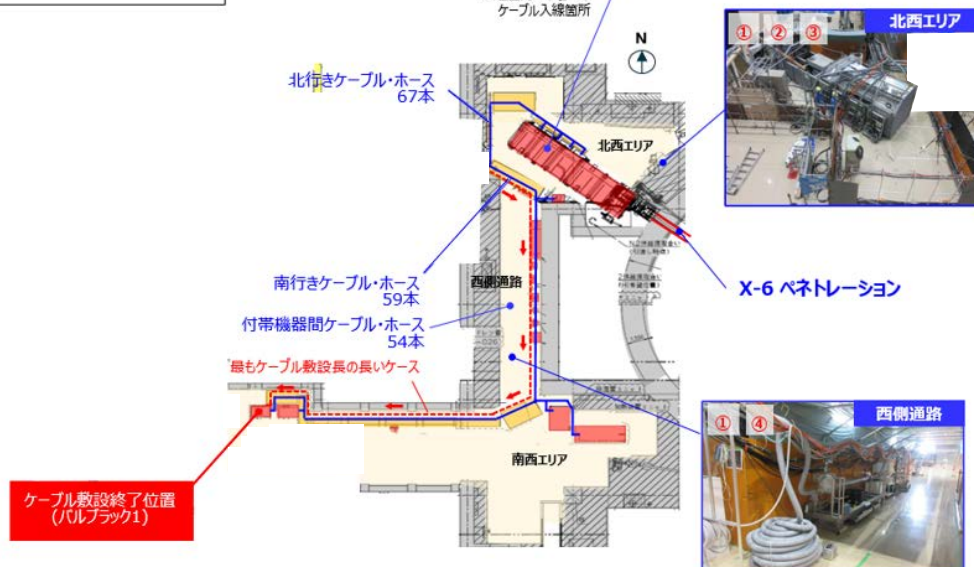 ケーブル入線箇所
北西エリア
① ② ③
N
北行きケーブル・ホース
67本
北西エリア
南行きケーブル・ホース
59本
西側通路
X-6 ペネトレーション
付帯機器間ケーブル・ホース
54本
最もケーブル敷設長の長いケース
西側通路
① ④
南西エリア
ケーブル敷設終了位置
(バルブラック1)